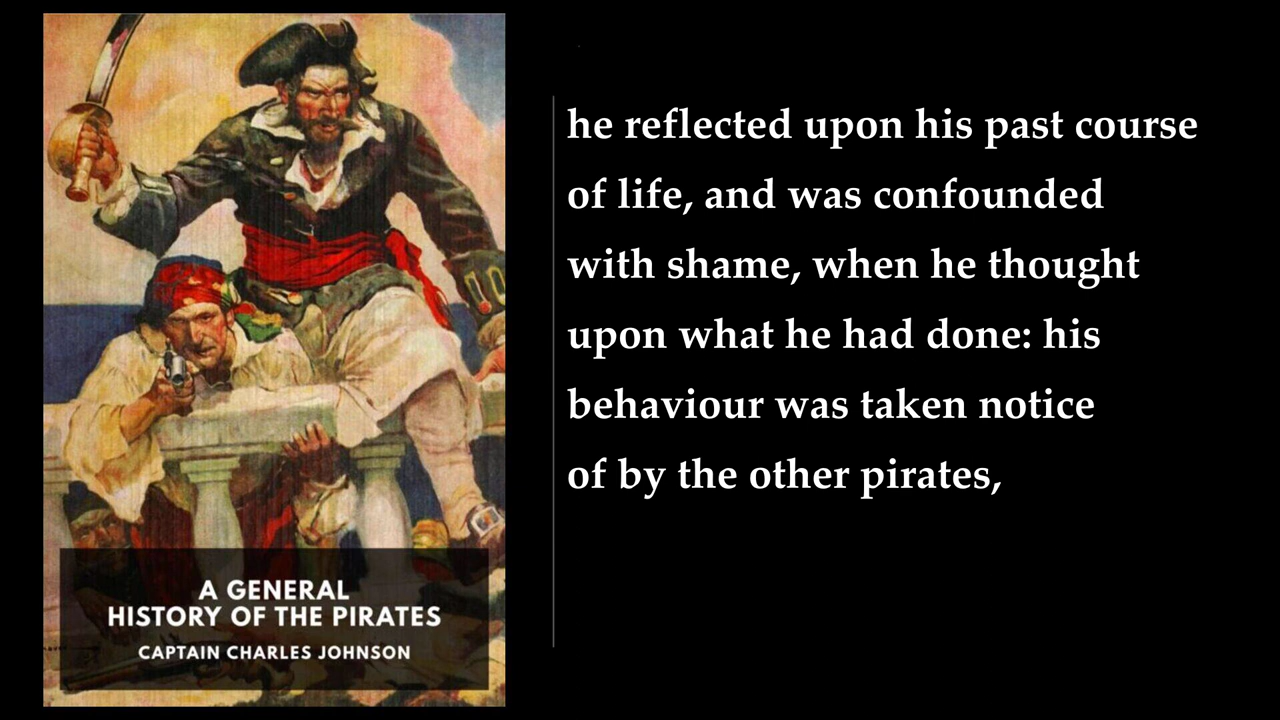 he reflected upon his past course
of life, and was confounded
with shame, when he thought
upon what he had done: his
behaviour was taken notice
of by the other pirates,
A GENERAL
HISTORY OF THE PIRATES
CAPTAIN CHARLES JOHNSON